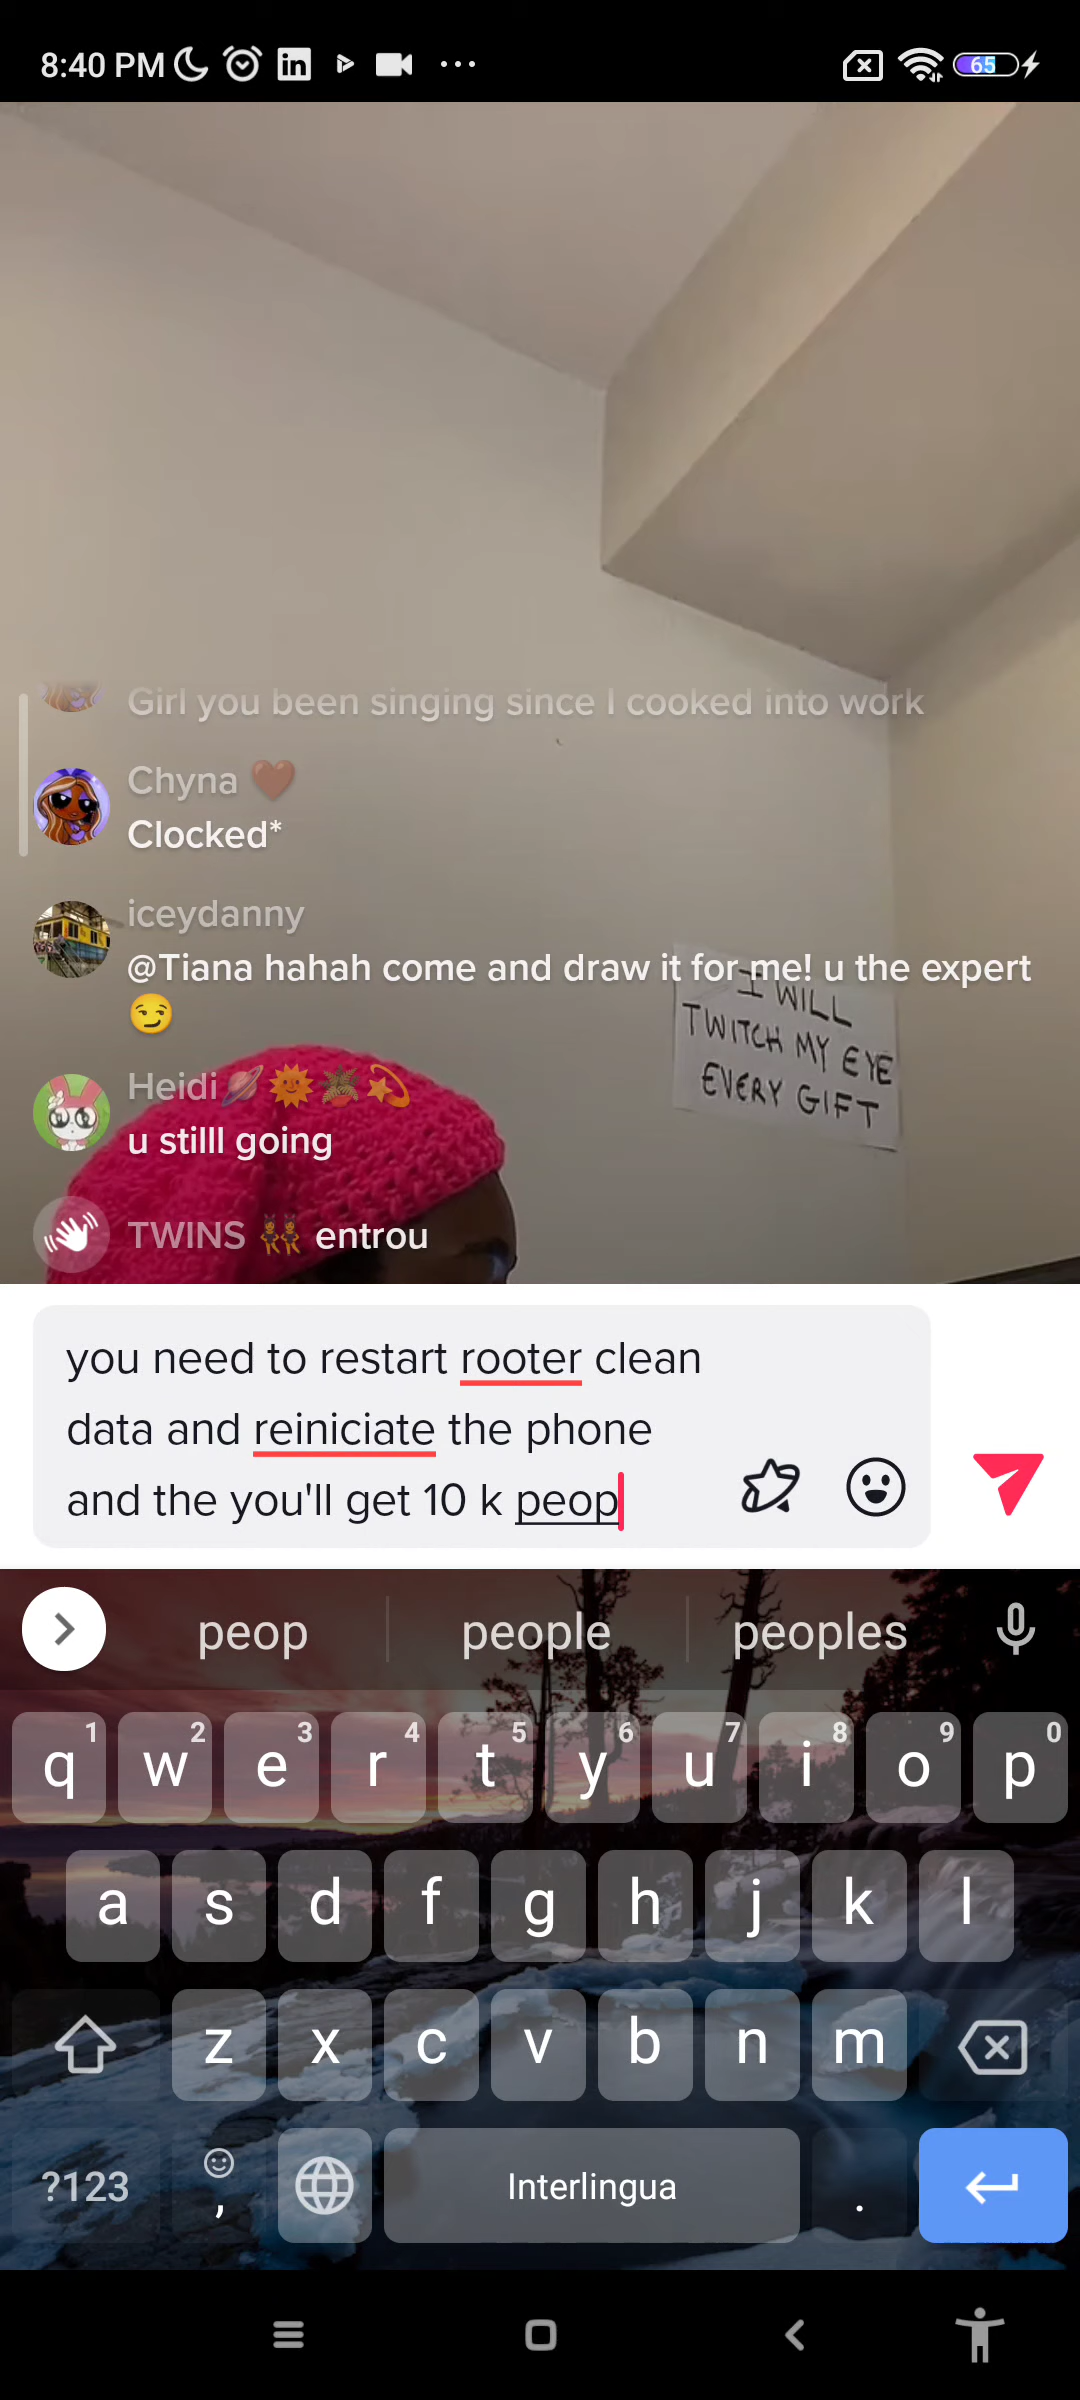 8:40 PM
65
Girl you been singing since I cooked into work
Chyna 🤎
Clocked*
iceydanny
@Tiana hahah come and draw it for me! u the expert
😏
I WILL
TWITCH MY EYE
EVERY GIFT
Heidi🪐🌞🪴💫
u stilll going
TWINS 👯 entrou
you need to restart rooter clean
data and reiniciate the phone
and the you'll get 10 k peop
peop people peoples
1 2 3 4 5 6 7 8 9 0
q w e r t y u i o p
a s d f g h j k l
z x c v b n m
?123 , Interlingua .